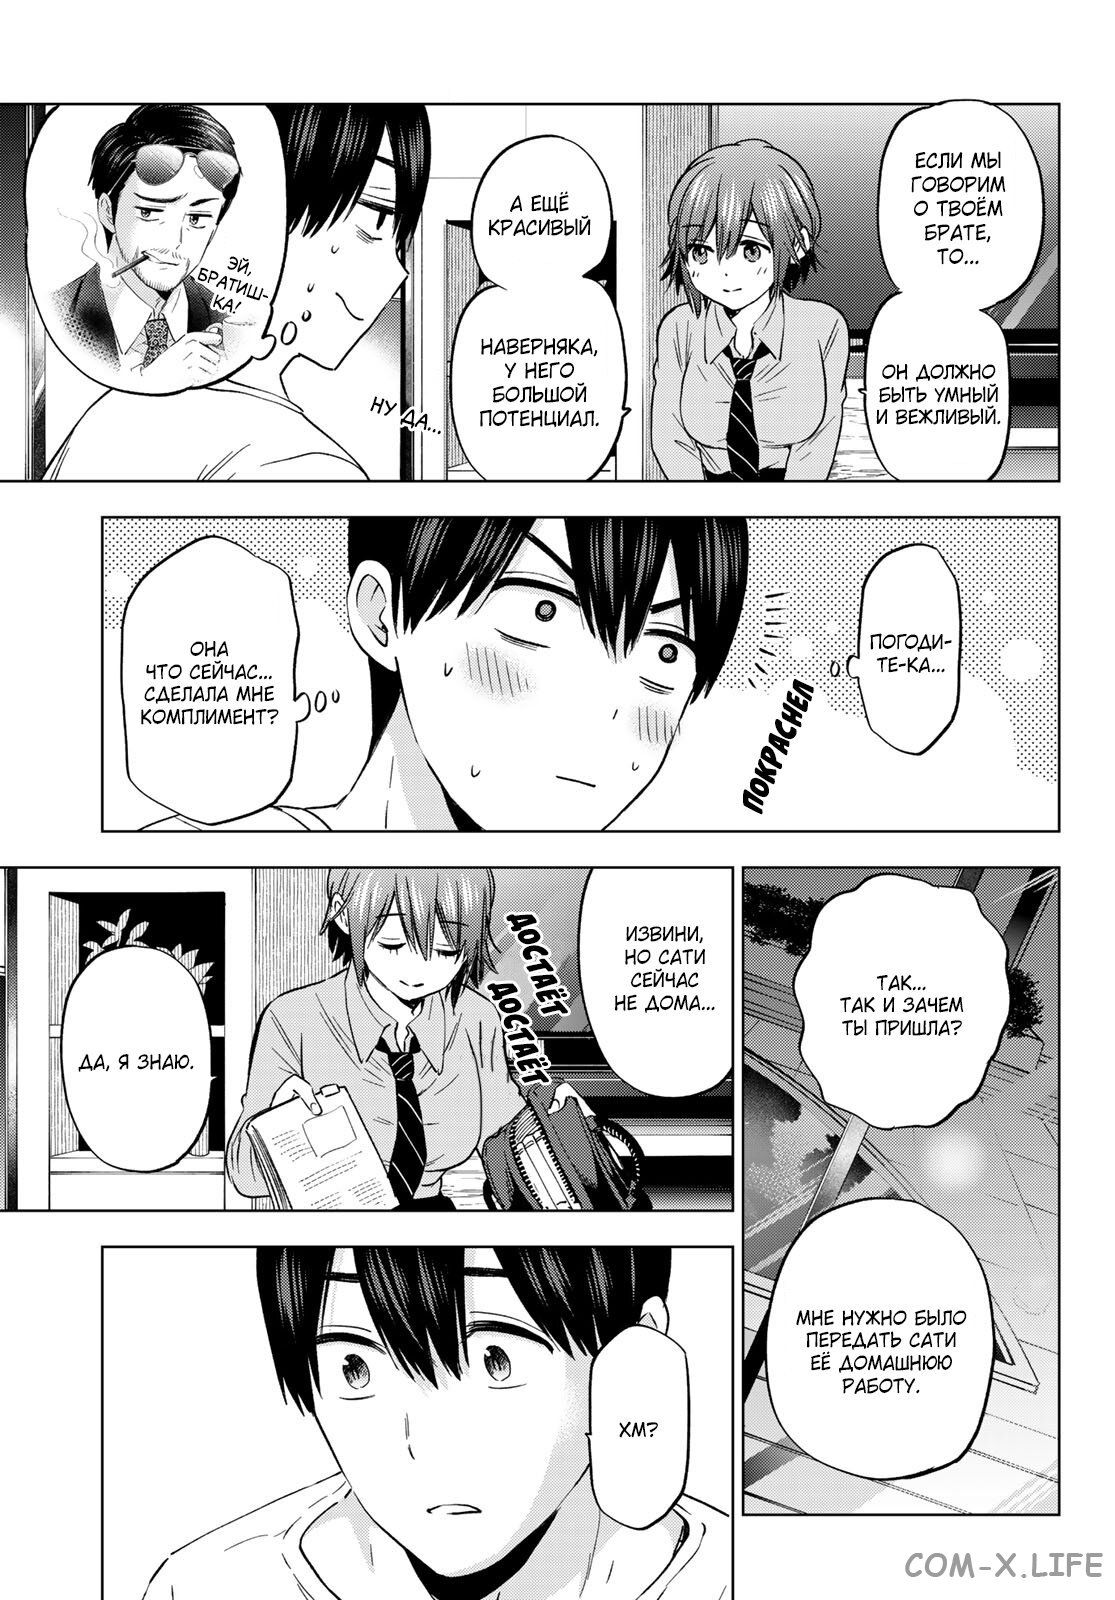 ЕСЛИ МЫ
ГОВОРИМ
О ТВОЁМ
БРАТЕ,
ТО...
ОН ДОЛЖНО
БЫТЬ УМНЫЙ
И ВЕЖЛИВЫЙ.
А ЕЩЁ
КРАСИВЫЙ
НАВЕРНЯКА,
У НЕГО
БОЛЬШОЙ
ПОТЕНЦИАЛ.
НУ ДА...
ЭЙ,
БРАТИШ-
КА!
ПОГОДИ-
ТЕ-КА...
ПОКРАСНЕЛ
ОНА
ЧТО СЕЙЧАС...
СДЕЛАЛА МНЕ
КОМПЛИМЕНТ?
ТАК...
ТАК И ЗАЧЕМ
ТЫ ПРИШЛА?
МНЕ НУЖНО БЫЛО
ПЕРЕДАТЬ САТИ
ЕЁ ДОМАШНЮЮ
РАБОТУ.
ИЗВИНИ,
НО САТИ
СЕЙЧАС
НЕ ДОМА...
ДОСТАЁТ
ДОСТАЁТ
ДА, Я ЗНАЮ.
ХМ?
COM-X.LIFE